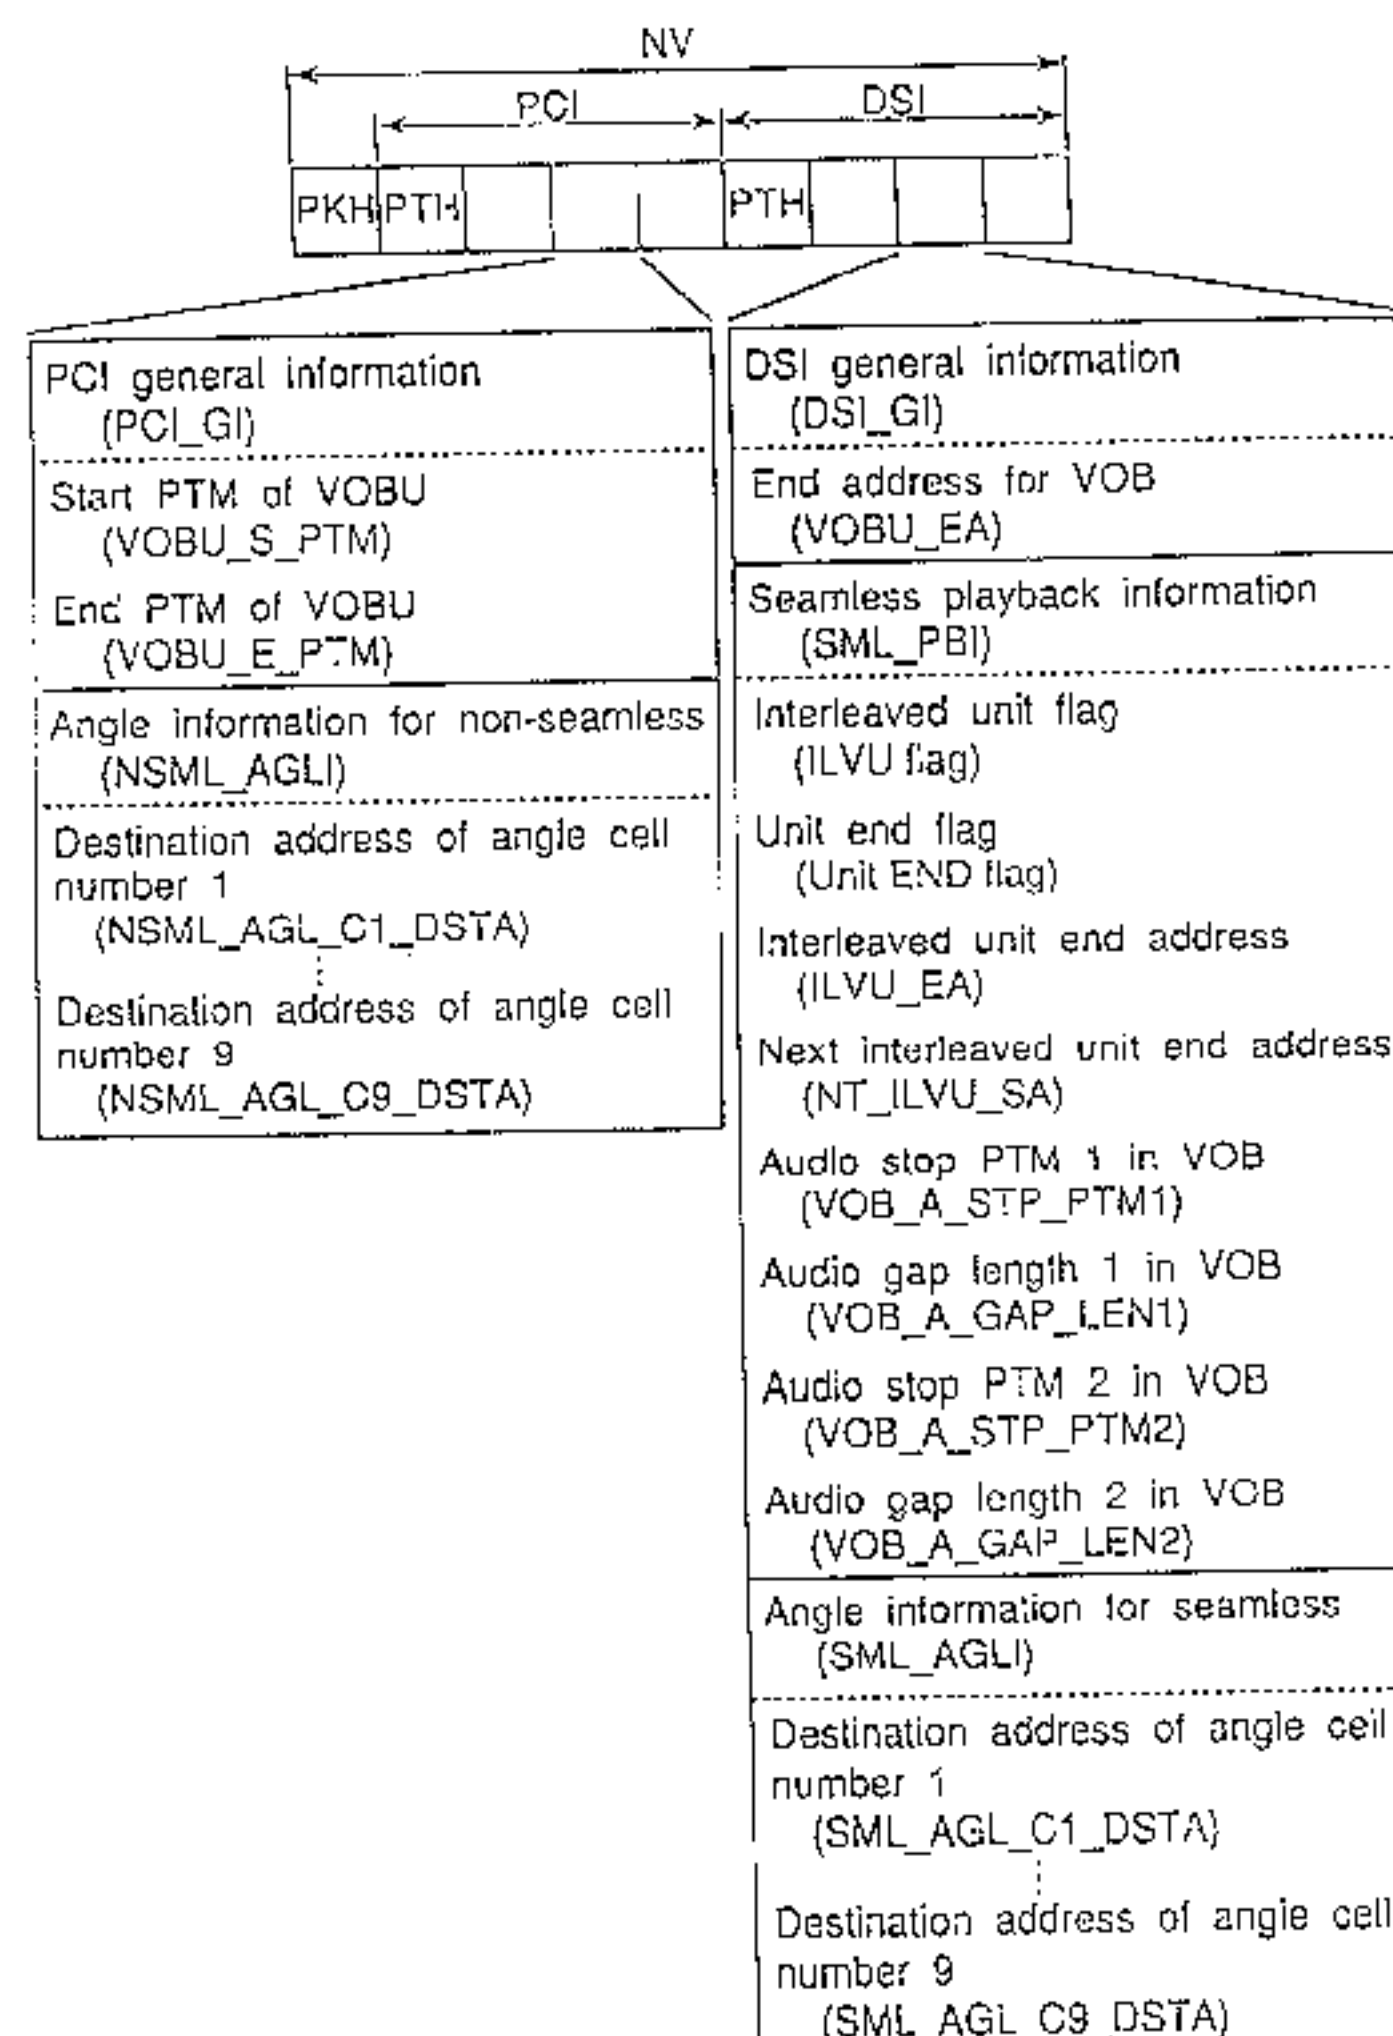 NV
PCI
DSI
PKH
PTH
PTH
PCI general information
(PCI_GI)
Start PTM of VOBU
(VOBU_S_PTM)
End PTM of VOBU
(VOBU_E_PTM)
Angle information for non-seamless
(NSML_AGLI)
Destination address of angle cell
number 1
(NSML_AGL_C1_DSTA)
Destination address of angle cell
number 9
(NSML_AGL_C9_DSTA)
DSI general information
(DSI_GI)
End address for VOB
(VOBU_EA)
Seamless playback information
(SML_PBI)
Interleaved unit flag
(ILVU flag)
Unit end flag
(Unit END flag)
Interleaved unit end address
(ILVU_EA)
Next interleaved unit end address
(NT_ILVU_SA)
Audio stop PTM 1 in VOB
(VOB_A_STP_PTM1)
Audio gap length 1 in VOB
(VOB_A_GAP_LEN1)
Audio stop PTM 2 in VOB
(VOB_A_STP_PTM2)
Audio gap length 2 in VOB
(VOB_A_GAP_LEN2)
Angle information for seamless
(SML_AGLI)
Destination address of angle cell
number 1
(SML_AGL_C1_DSTA)
Destination address of angle cell
number 9
(SML_AGL_C9_DSTA)